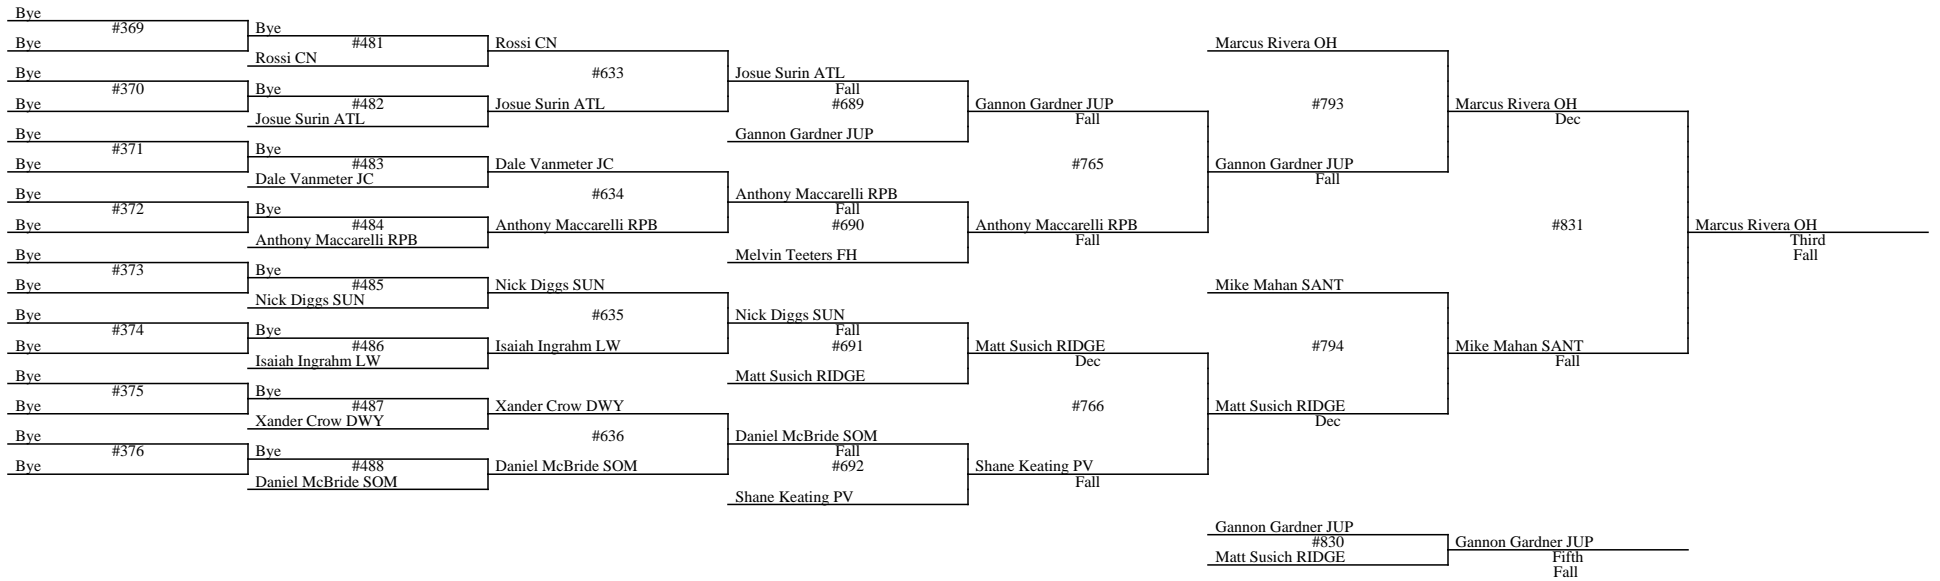 Bye
#369
Bye
Bye
#370
Bye
Bye
#371
Bye
Bye
#372
Bye
Bye
#373
Bye
Bye
#374
Bye
Bye
#375
Bye
Bye
#376
Bye
Bye
#481
Rossi CN
Bye
#482
Josue Surin ATL
Bye
#483
Dale Vanmeter JC
Bye
#484
Anthony Maccarelli RPB
Bye
#485
Nick Diggs SUN
Bye
#486
Isaiah Ingrahm LW
Bye
#487
Xander Crow DWY
Bye
#488
Daniel McBride SOM
Rossi CN
#633
Josue Surin ATL
Dale Vanmeter JC
#634
Anthony Maccarelli RPB
Nick Diggs SUN
#635
Isaiah Ingrahm LW
Xander Crow DWY
#636
Daniel McBride SOM
Josue Surin ATL
Fall
#689
Gannon Gardner JUP
Anthony Maccarelli RPB
Fall
#690
Melvin Teeters FH
Nick Diggs SUN
Fall
#691
Matt Susich RIDGE
Daniel McBride SOM
Fall
#692
Shane Keating PV
Gannon Gardner JUP
Fall
#765
Anthony Maccarelli RPB
Fall
Matt Susich RIDGE
Dec
#766
Shane Keating PV
Fall
Marcus Rivera OH
#793
Gannon Gardner JUP
Fall
Mike Mahan SANT
#794
Matt Susich RIDGE
Dec
Marcus Rivera OH
Dec
#831
Mike Mahan SANT
Fall
Marcus Rivera OH
Third
Fall
Gannon Gardner JUP
#830
Matt Susich RIDGE
Gannon Gardner JUP
Fifth
Fall